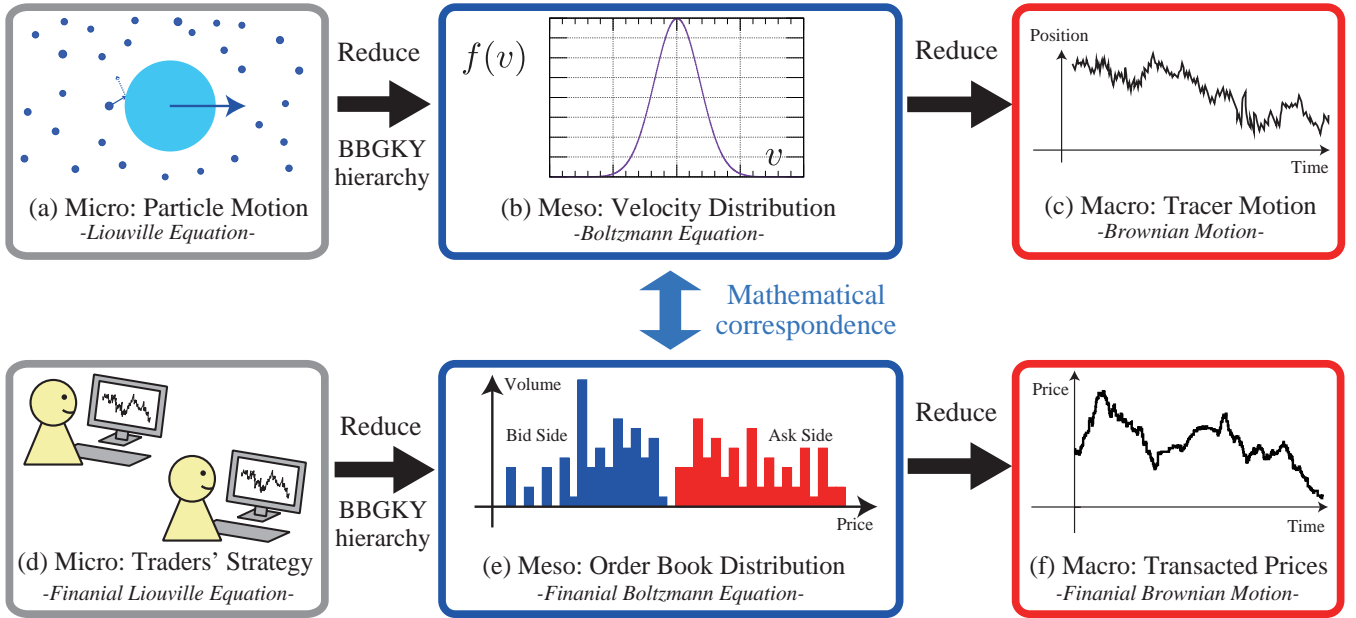 Reduce
BBGKY
hierarchy
(a) Micro: Particle Motion
-Liouville Equation-
f(v)
v
(b) Meso: Velocity Distribution
-Boltzmann Equation-
Reduce
Position
Time
(c) Macro: Tracer Motion
-Brownian Motion-
Mathematical
correspondence
Reduce
BBGKY
hierarchy
(d) Micro: Traders’ Strategy
-Finanial Liouville Equation-
Volume
Bid Side
Ask Side
Price
(e) Meso: Order Book Distribution
-Finanial Boltzmann Equation-
Reduce
Price
Time
(f) Macro: Transacted Prices
-Finanial Brownian Motion-